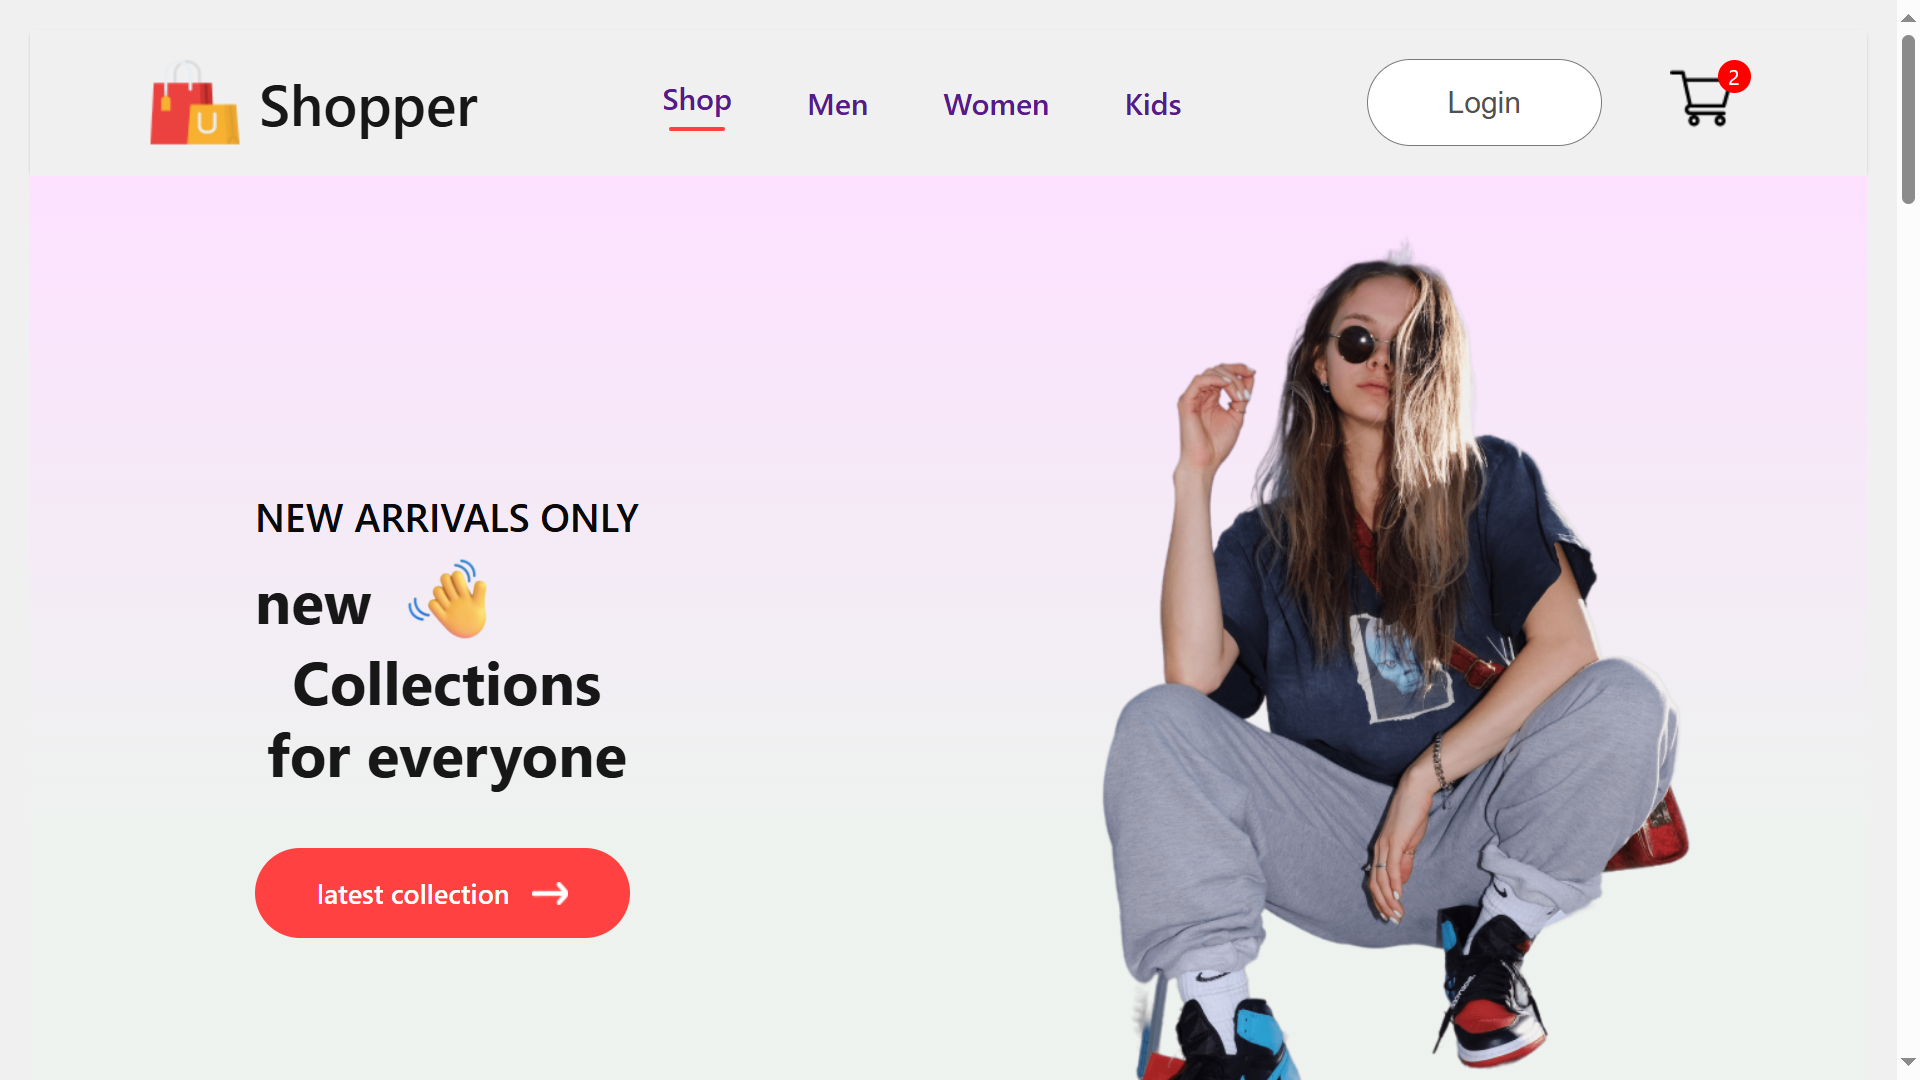 Shopper
Shop
Men
Women
Kids
Login
2
NEW ARRIVALS ONLY
new
Collections
for everyone
latest collection